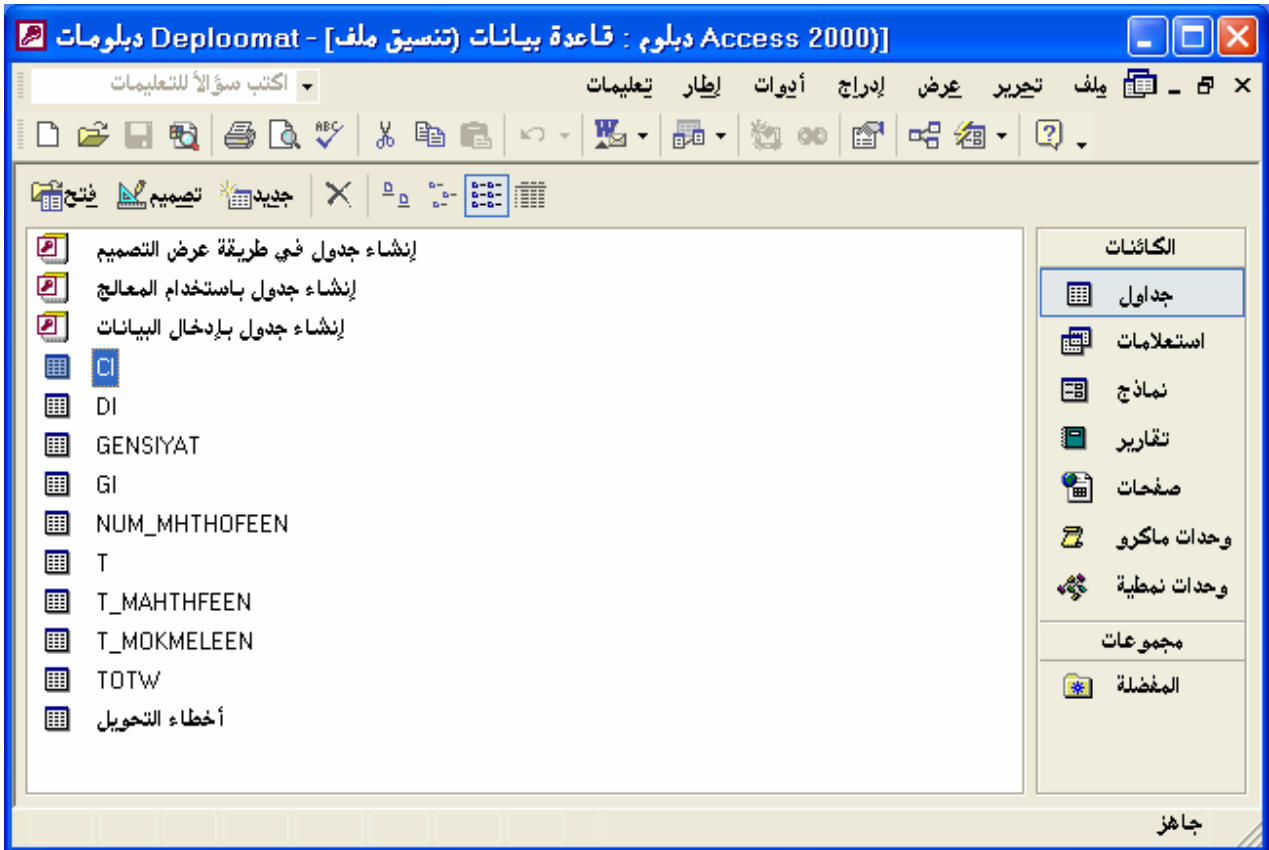 دبلومات Deploomat - [دبلوم : قاعدة بيانات (تنسيق ملف Access 2000)]
ملف تحرير عرض إدراج أدوات إطار تعليمات اكتب سؤالاً للتعليمات
فتح تصميم جديد
الكائنات
جداول
استعلامات
نماذج
تقارير
صفحات
وحدات ماكرو
وحدات نمطية
مجموعات
المفضلة
إنشاء جدول في طريقة عرض التصميم
إنشاء جدول باستخدام المعالج
إنشاء جدول بإدخال البيانات
CI
DI
GENSIYAT
GI
NUM_MHTHOFEEN
T
T_MAHTHFEEN
T_MOKMELEEN
TOTW
أخطاء التحويل
جاهز